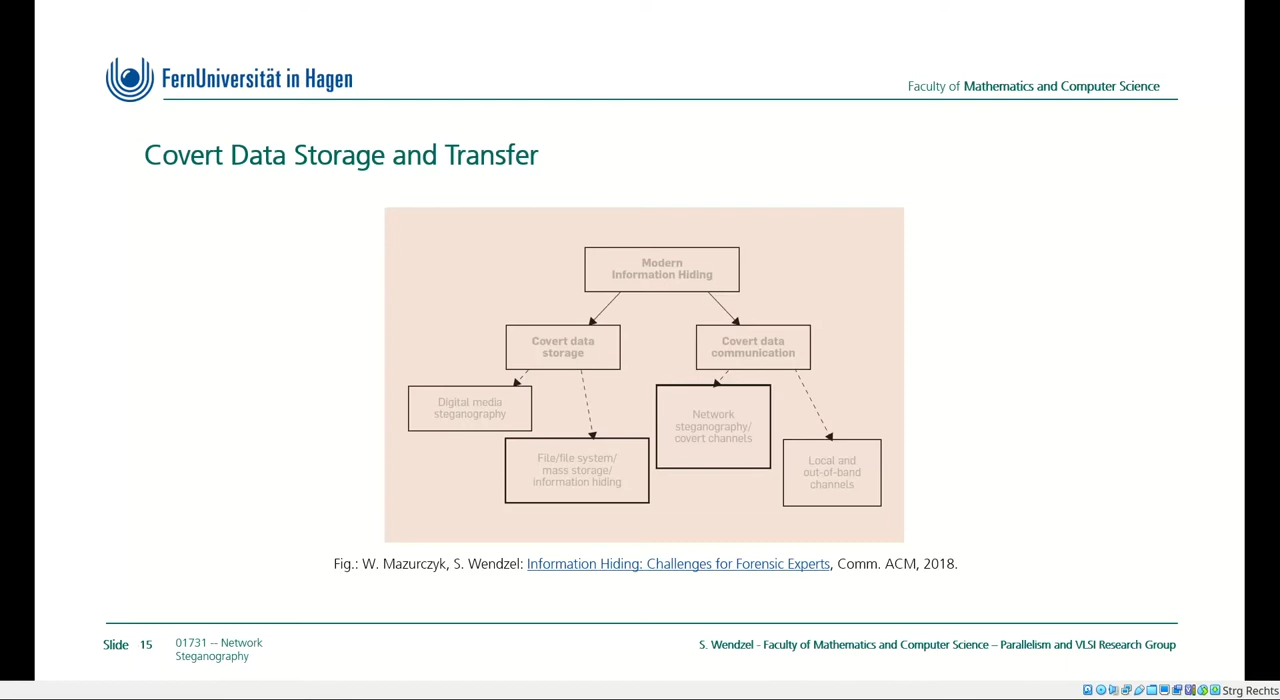 FernUniversität in Hagen
Faculty of Mathematics and Computer Science
Covert Data Storage and Transfer
Modern
Information Hiding
Covert data
storage
Covert data
communication
Digital media
steganography
File/file system/
mass storage/
information hiding
Network
steganography/
covert channels
Local and
out-of-band
channels
Fig.: W. Mazurczyk, S. Wendzel: Information Hiding: Challenges for Forensic Experts, Comm. ACM, 2018.
Slide 15
01731 -- Network
Steganography
S. Wendzel - Faculty of Mathematics and Computer Science – Parallelism and VLSI Research Group
Strg Rechts